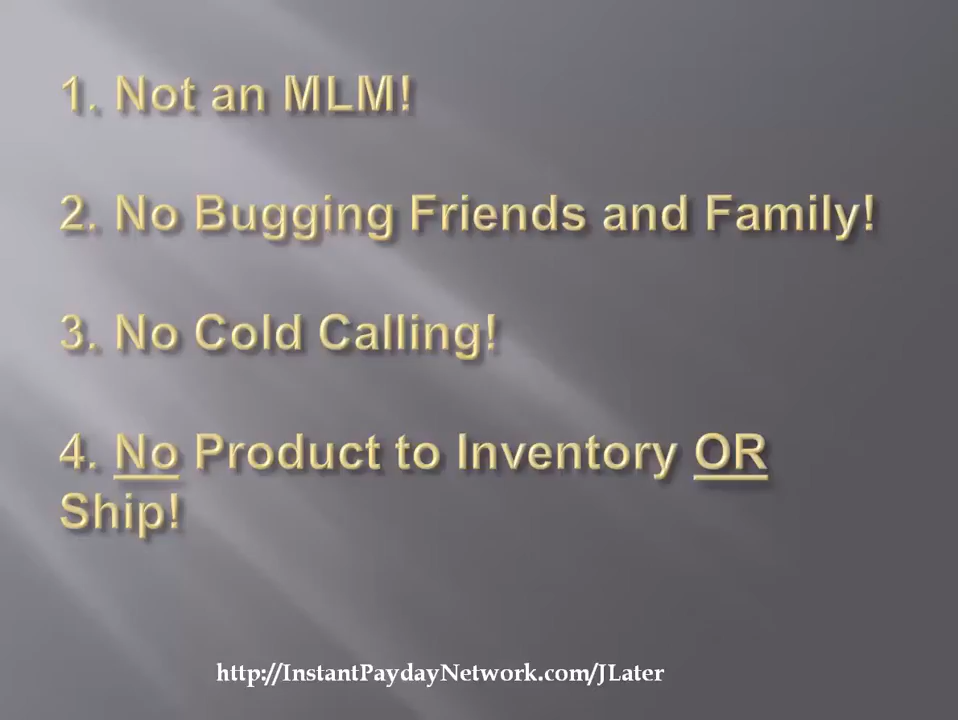 1. Not an MLM!
2. No Bugging Friends and Family!
3. No Cold Calling!
4. No Product to Inventory OR
Ship!
http://InstantPaydayNetwork.com/JLater